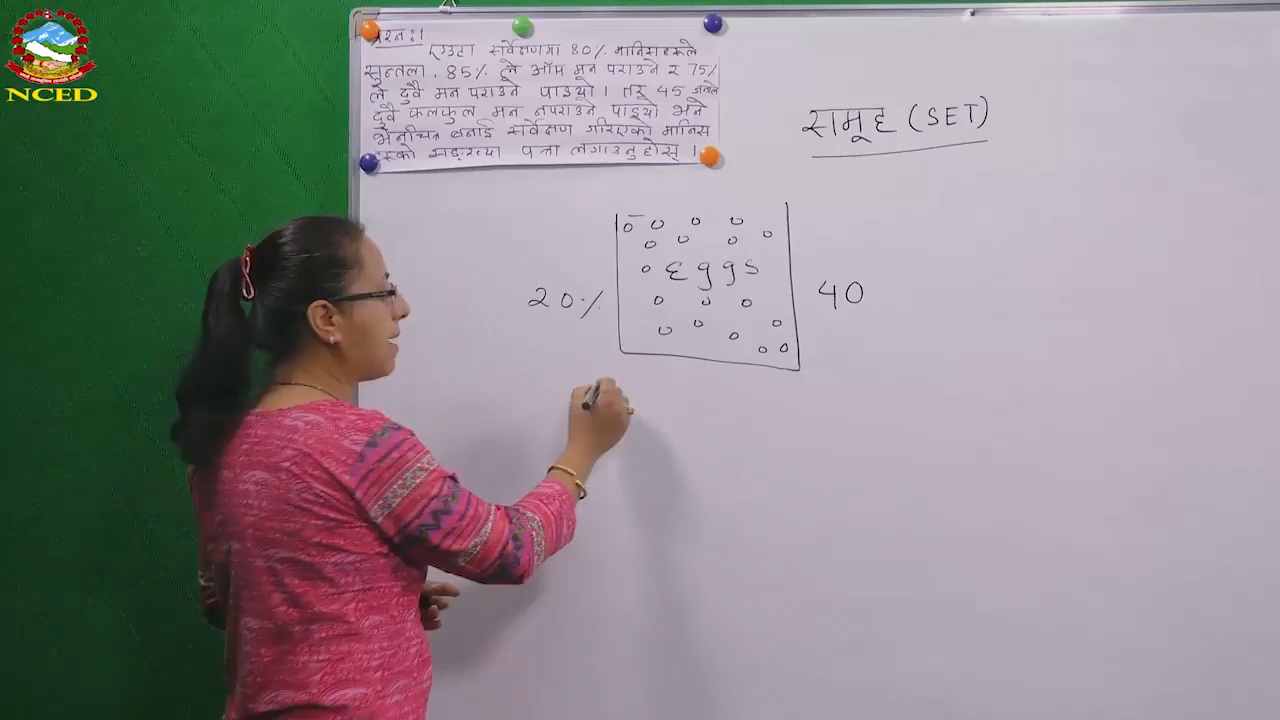 प्रश्न:1
एउटा सर्वेक्षणमा 80% मानिसहरूले
सुन्तला, 85% ले आँप मन पराउने र 75%
ले दुवै मन पराउने पाइयो । तर 45 जनाले
दुवै फलफुल मन नपराउने पाइयो भने
भेनचित्र बनाई सर्वेक्षण गरिएको मानिस
हरूको सङ्ख्या पत्ता लगाउनुहोस् ।
समूह (SET)
Eggs
20%
40
NCED